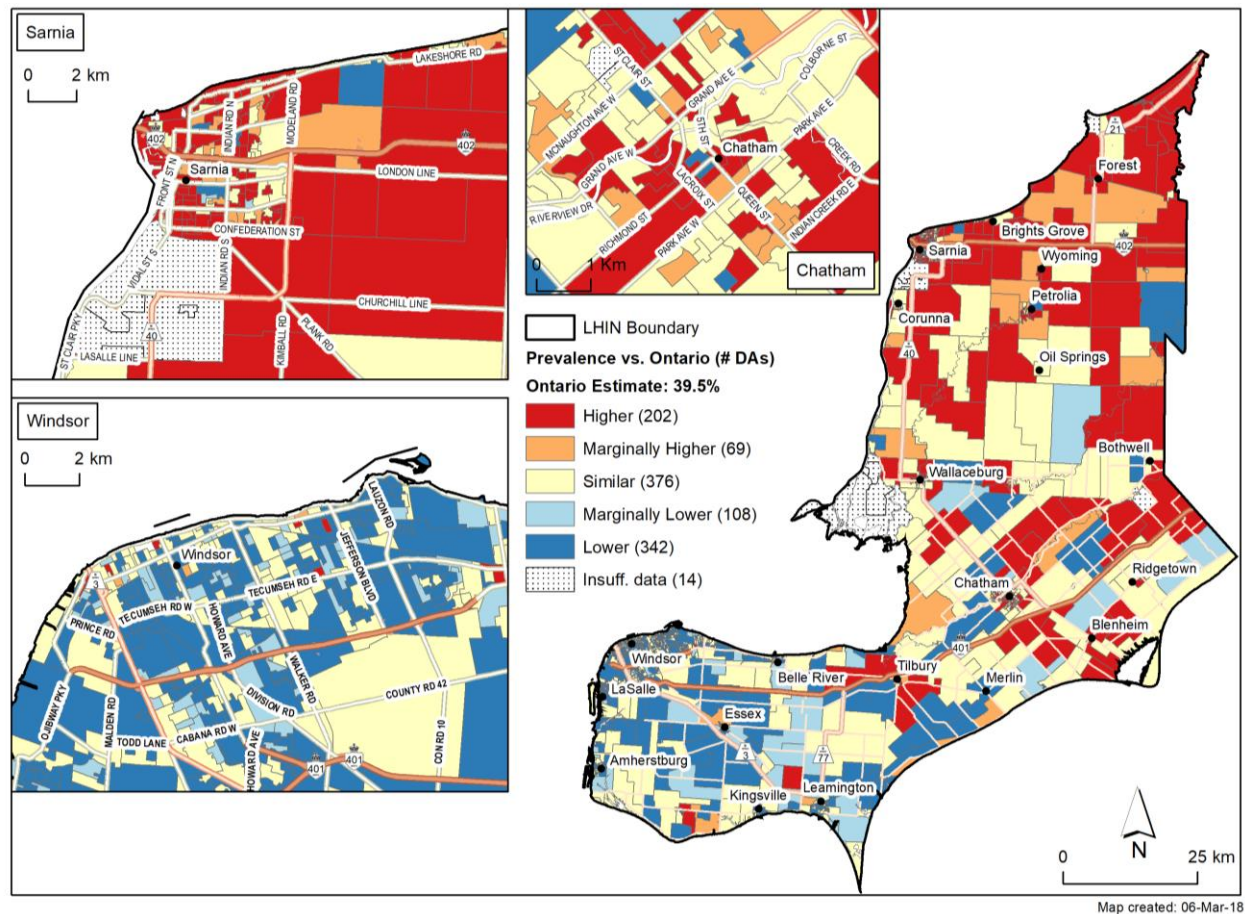 Sarnia
0 2 km
LAKESHORE RD
INDIAN RD N
MODELAND RD
402
402
FRONT ST N
Sarnia
LONDON LINE
CONFEDERATION ST
VIDAL ST S
INDIAN RD S
CHURCHILL LINE
ST CLAIR PKY
40
LASALLE LINE
KIMBALL RD
PLANK RD
ST CLAIR ST
COLBORNE ST
GRAND AVE E
MCNAUGHTON AVE W
5TH ST
PARK AVE E
Chatham
CREEK RD
GRAND AVE W
LACROIX ST
RIVERVIEW DR
QUEEN ST
RICHMOND ST
PARK AVE W
INDIAN CREEK RD E
0 1 Km
Chatham
LHIN Boundary
Prevalence vs. Ontario (# DAs)
Ontario Estimate: 39.5%
Higher (202)
Marginally Higher (69)
Similar (376)
Marginally Lower (108)
Lower (342)
Insuff. data (14)
Windsor
0 2 km
LAUZON RD
JEFFERSON BLVD
Windsor
3
TECUMSEH RD E
TECUMSEH RD W
PRINCE RD
HOWARD AVE
WALKER RD
OJIBWAY PKY
MALDEN RD
DIVISION RD
COUNTY RD 42
TODD LANE
CABANA RD W
HOWARD AVE
401
401
CON RD 10
21
Forest
Brights Grove
402
Sarnia
Wyoming
Petrolia
Corunna
40
Oil Springs
Bothwell
Wallaceburg
Ridgetown
Chatham
Blenheim
401
Windsor
Belle River
Tilbury
Merlin
LaSalle
Essex
3
77
Amherstburg
Kingsville
Leamington
N
0 25 km
Map created: 06-Mar-18